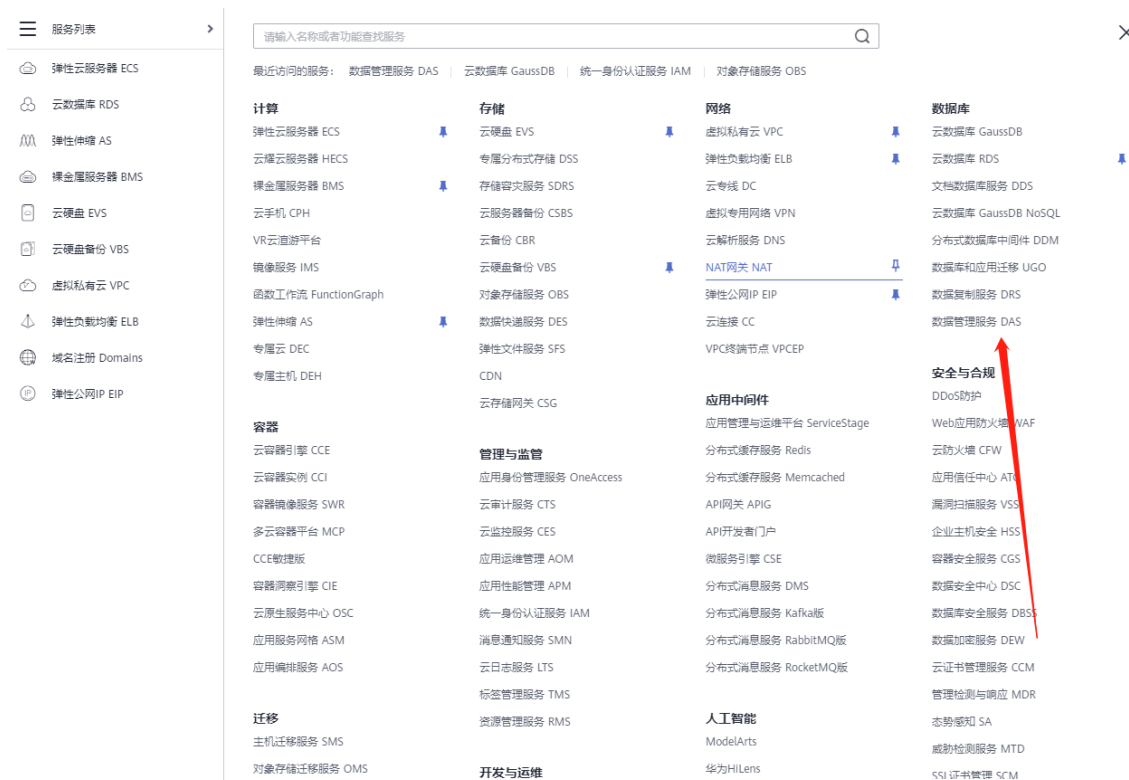 服务列表
弹性云服务器 ECS
云数据库 RDS
弹性伸缩 AS
裸金属服务器 BMS
云硬盘 EVS
云硬盘备份 VBS
虚拟私有云 VPC
弹性负载均衡 ELB
域名注册 Domains
弹性公网IP EIP
请输入名称或者功能查找服务
最近访问的服务： 数据管理服务 DAS 云数据库 GaussDB 统一身份认证服务 IAM 对象存储服务 OBS
计算
弹性云服务器 ECS
云耀云服务器 HECS
裸金属服务器 BMS
云手机 CPH
VR云渲游平台
镜像服务 IMS
函数工作流 FunctionGraph
弹性伸缩 AS
专属云 DEC
专属主机 DEH
容器
云容器引擎 CCE
云容器实例 CCI
容器镜像服务 SWR
多云容器平台 MCP
CCE敏捷版
容器洞察引擎 CIE
云原生服务中心 OSC
应用服务网格 ASM
应用编排服务 AOS
迁移
主机迁移服务 SMS
对象存储迁移服务 OMS
存储
云硬盘 EVS
专属分布式存储 DSS
存储容灾服务 SDRS
云服务器备份 CSBS
云备份 CBR
云硬盘备份 VBS
对象存储服务 OBS
数据快递服务 DES
弹性文件服务 SFS
CDN
云存储网关 CSG
管理与监管
应用身份管理服务 OneAccess
云审计服务 CTS
云监控服务 CES
应用运维管理 AOM
应用性能管理 APM
统一身份认证服务 IAM
消息通知服务 SMN
云日志服务 LTS
标签管理服务 TMS
资源管理服务 RMS
开发与运维
网络
虚拟私有云 VPC
弹性负载均衡 ELB
云专线 DC
虚拟专用网络 VPN
云解析服务 DNS
NAT网关 NAT
弹性公网IP EIP
云连接 CC
VPC终端节点 VPCEP
应用中间件
应用管理与运维平台 ServiceStage
分布式缓存服务 Redis
分布式缓存服务 Memcached
API网关 APIG
API开发者门户
微服务引擎 CSE
分布式消息服务 DMS
分布式消息服务 Kafka版
分布式消息服务 RabbitMQ版
分布式消息服务 RocketMQ版
人工智能
ModelArts
华为HiLens
数据库
云数据库 GaussDB
云数据库 RDS
文档数据库服务 DDS
云数据库 GaussDB NoSQL
分布式数据库中间件 DDM
数据库和应用迁移 UGO
数据复制服务 DRS
数据管理服务 DAS
安全与合规
DDoS防护
Web应用防火墙 WAF
云防火墙 CFW
应用信任中心 ATC
漏洞扫描服务 VSS
企业主机安全 HSS
容器安全服务 CGS
数据安全中心 DSC
数据库安全服务 DBSS
数据加密服务 DEW
云证书管理服务 CCM
管理检测与响应 MDR
态势感知 SA
威胁检测服务 MTD
SSL证书管理 SCM